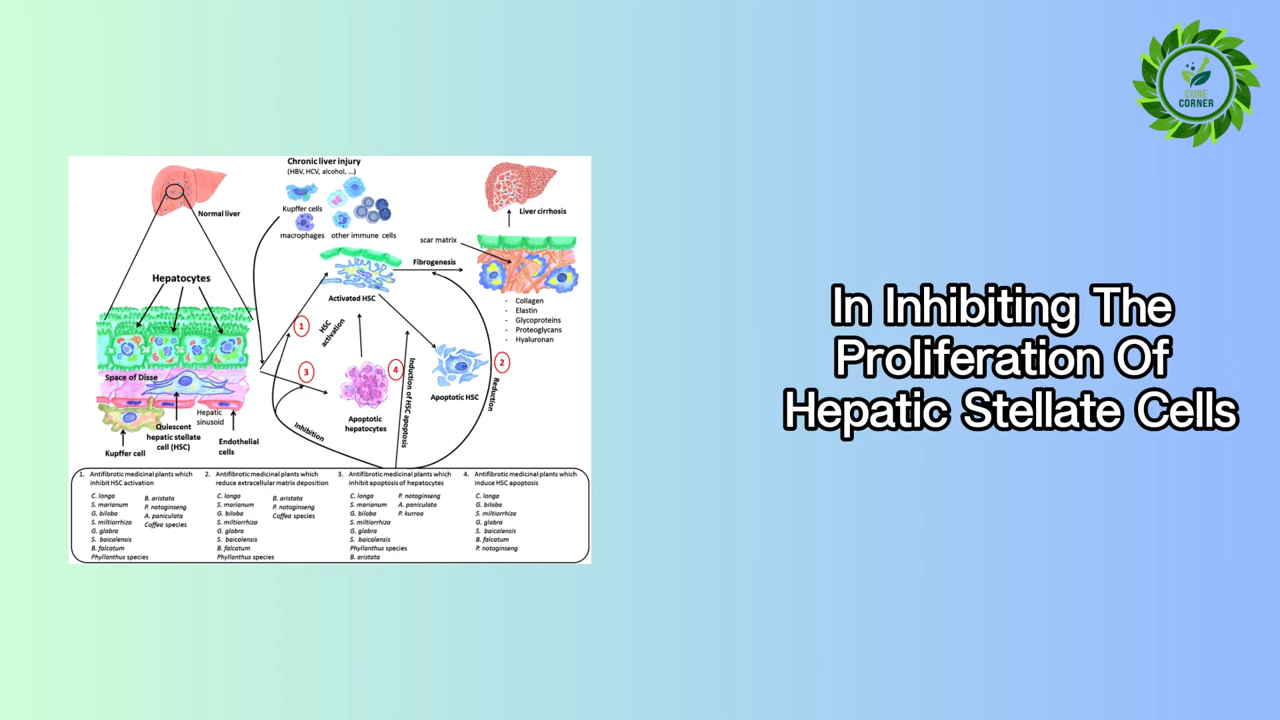 CURE
CORNER
Chronic liver injury
(HBV, HCV, alcohol, ...)
Normal liver
Kupffer cells
macrophages
other immune cells
Liver cirrhosis
scar matrix
Fibrogenesis
Hepatocytes
Activated HSC
- Collagen
- Elastin
- Glycoproteins
- Proteoglycans
- Hyaluronan
1
HSC
activation
3
4
2
Induction of HSC apoptosis
Reduction
Inhibition
Apoptotic HSC
Apoptotic
hepatocytes
Space of Disse
Hepatic
sinusoid
Quiescent
hepatic stellate
cell (HSC)
Endothelial
cells
Kupffer cell
In Inhibiting The
Proliferation Of
Hepatic Stellate Cells
1. Antifibrotic medicinal plants which
inhibit HSC activation
C. longa
S. marianum
G. biloba
S. miltiorrhiza
G. glabra
S. baicalensis
B. falcatum
Phyllanthus species
B. aristata
P. notoginseng
A. paniculata
Coffea species
2. Antifibrotic medicinal plants which
reduce extracellular matrix deposition
C. longa
S. marianum
G. biloba
S. miltiorrhiza
G. glabra
S. baicalensis
B. falcatum
Phyllanthus species
B. aristata
P. notoginseng
Coffea species
3. Antifibrotic medicinal plants which
inhibit apoptosis of hepatocytes
C. longa
S. marianum
G. biloba
S. miltiorrhiza
G. glabra
S. baicalensis
Phyllanthus species
B. aristata
P. notoginseng
A. paniculata
P. kurroa
4. Antifibrotic medicinal plants which
induce HSC apoptosis
C. longa
G. biloba
S. miltiorrhiza
G. glabra
S. baicalensis
B. falcatum
P. notoginseng